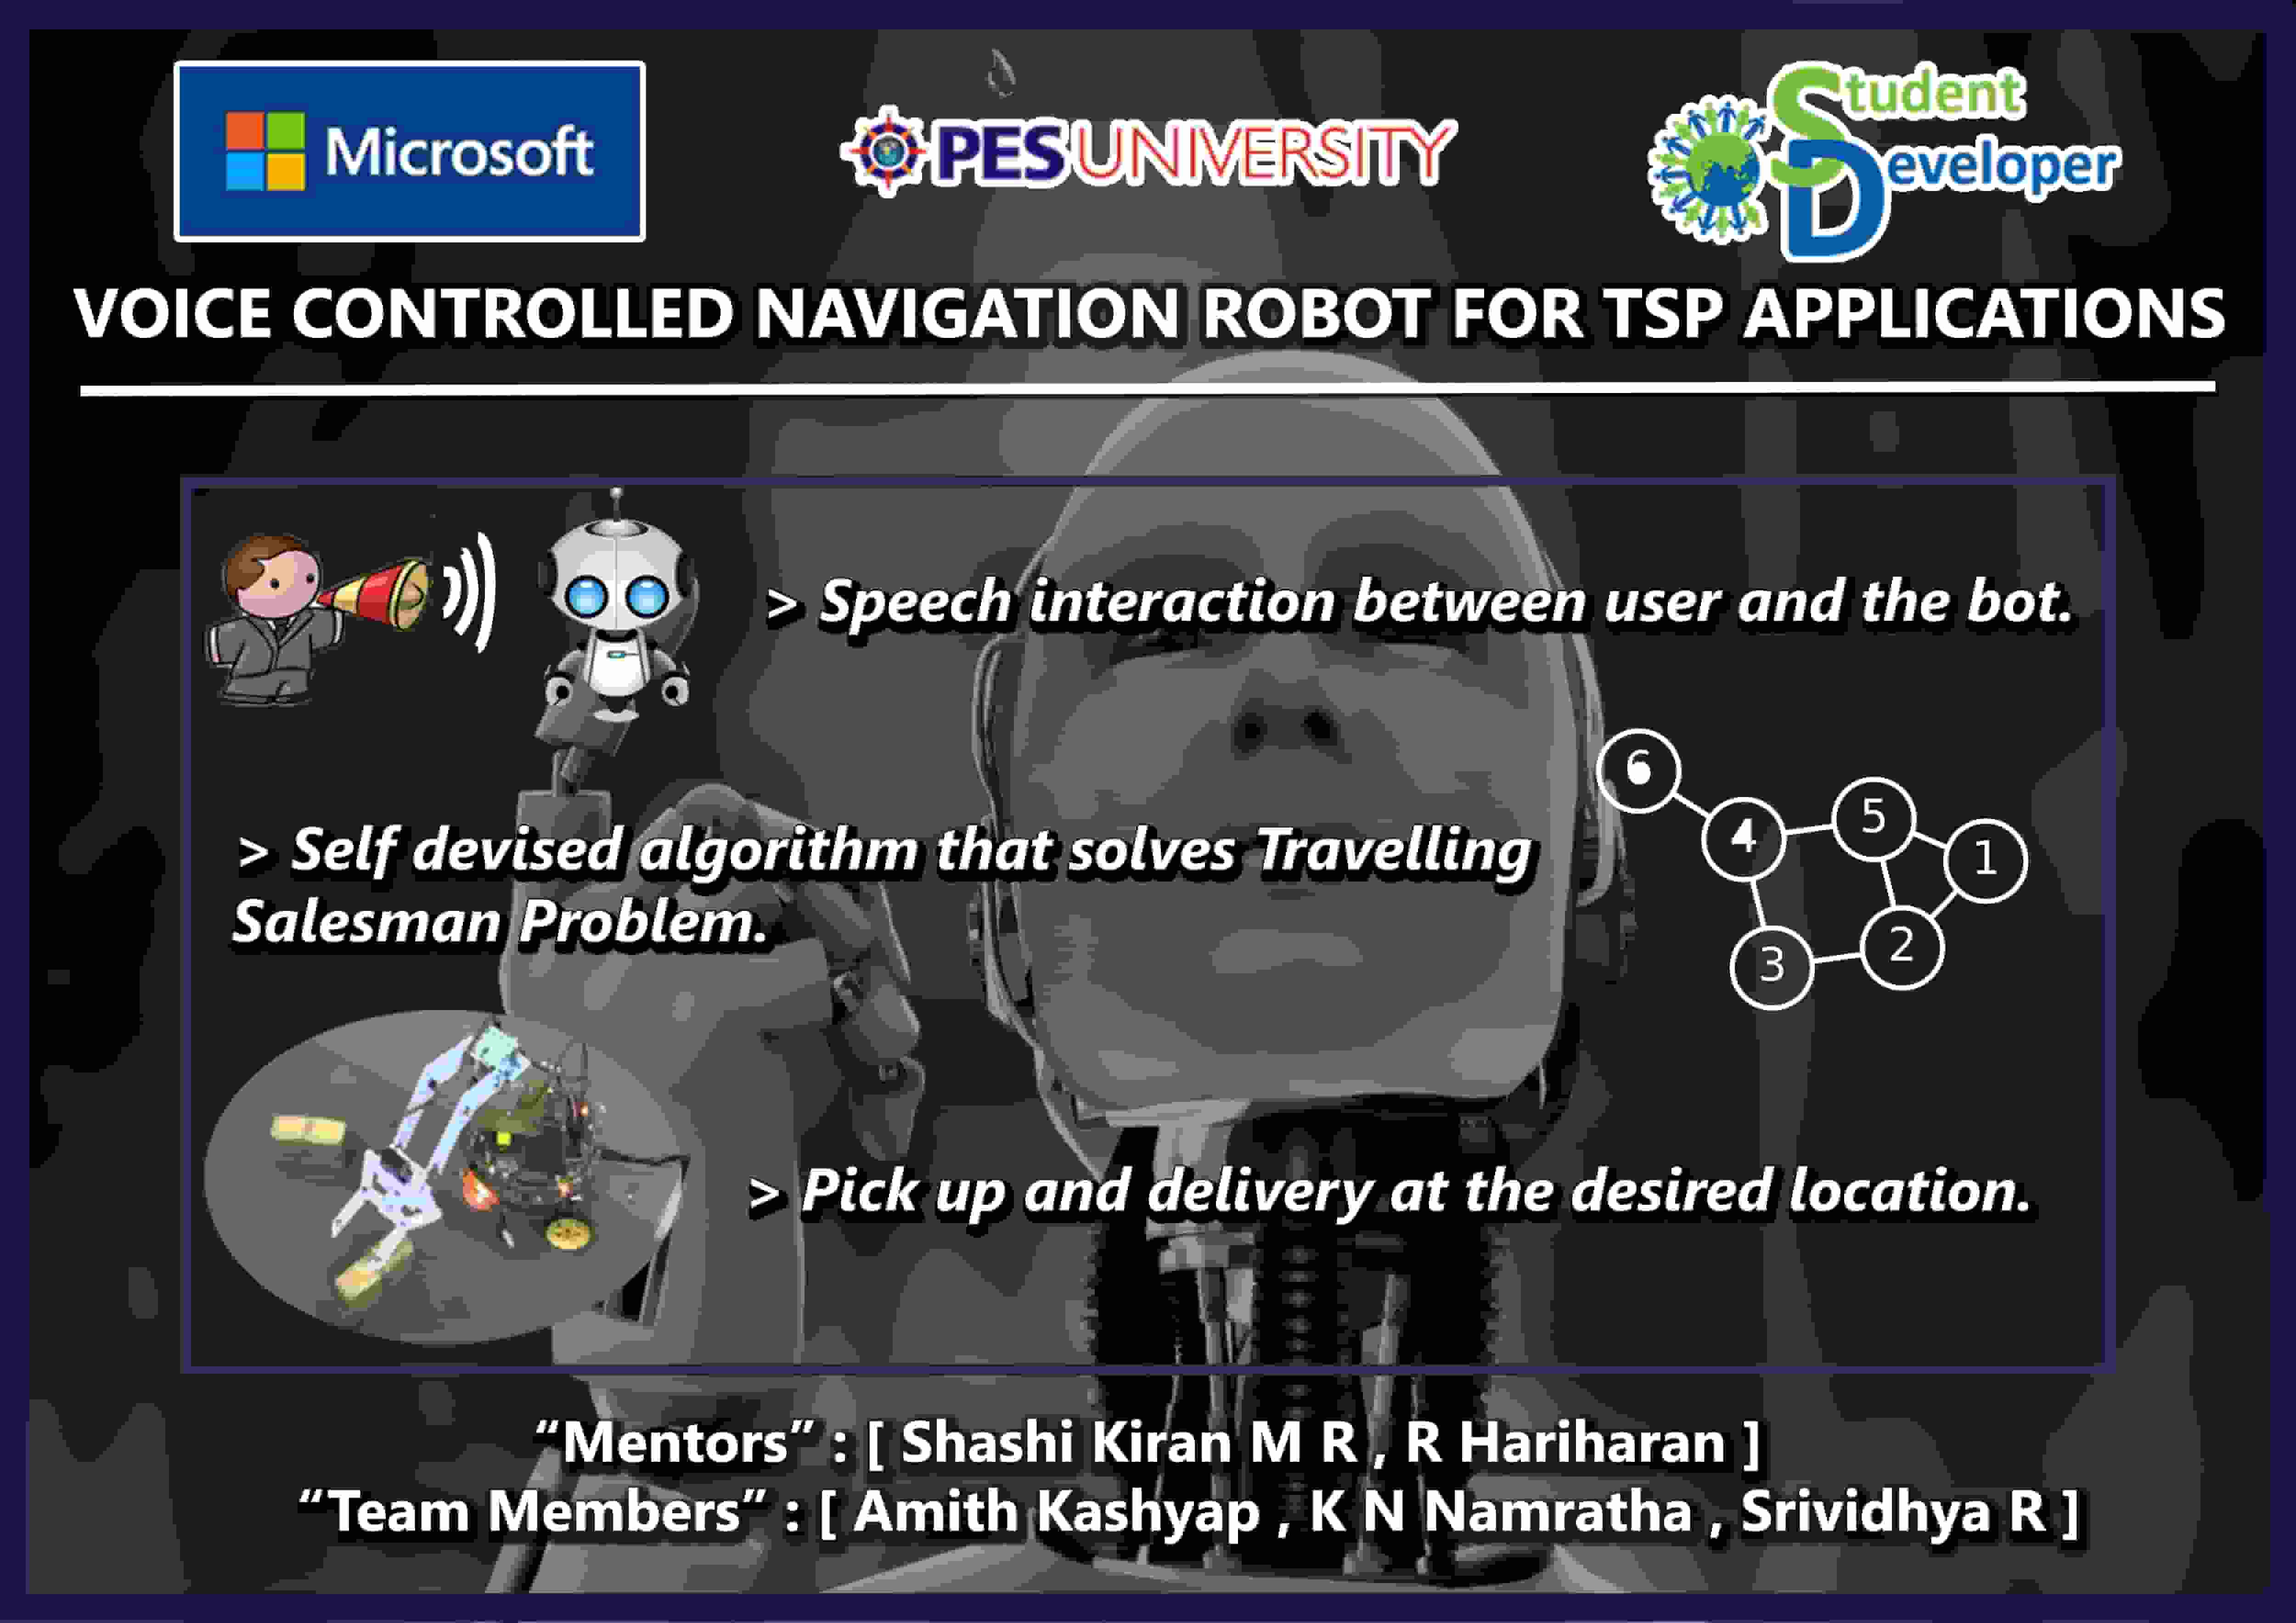 Microsoft
PES UNIVERSITY
Student
Developer
VOICE CONTROLLED NAVIGATION ROBOT FOR TSP APPLICATIONS
> Speech interaction between user and the bot.
6
4
5
1
3
2
> Self devised algorithm that solves Travelling
Salesman Problem.
> Pick up and delivery at the desired location.
“Mentors” : [ Shashi Kiran M R , R Hariharan ]
“Team Members” : [ Amith Kashyap , K N Namratha , Srividhya R ]